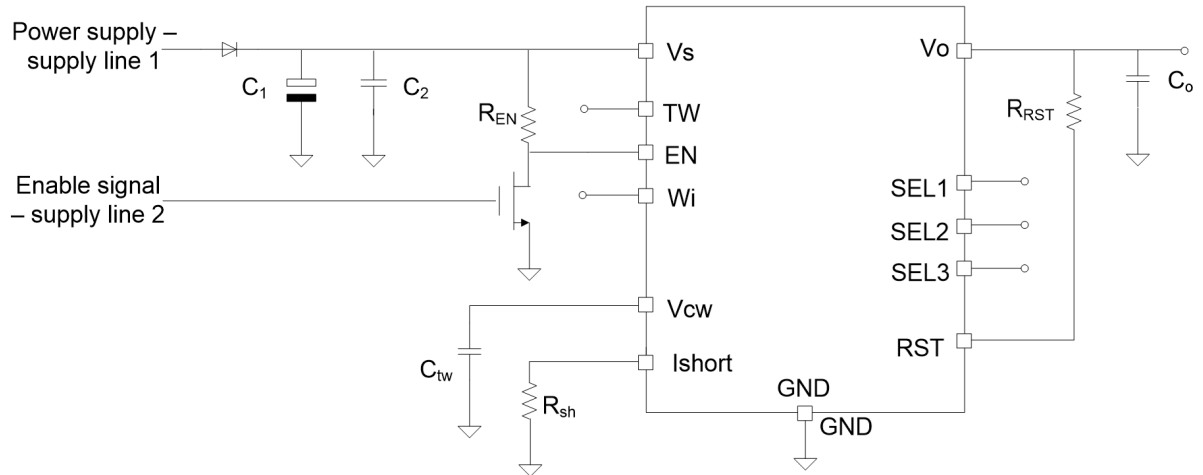 Power supply –
supply line 1
C1
C2
REN
Enable signal
– supply line 2
Vs
TW
EN
Wi
Vcw
Ctw
Ishort
Rsh
GND
GND
Vo
RRST
Co
SEL1
SEL2
SEL3
RST